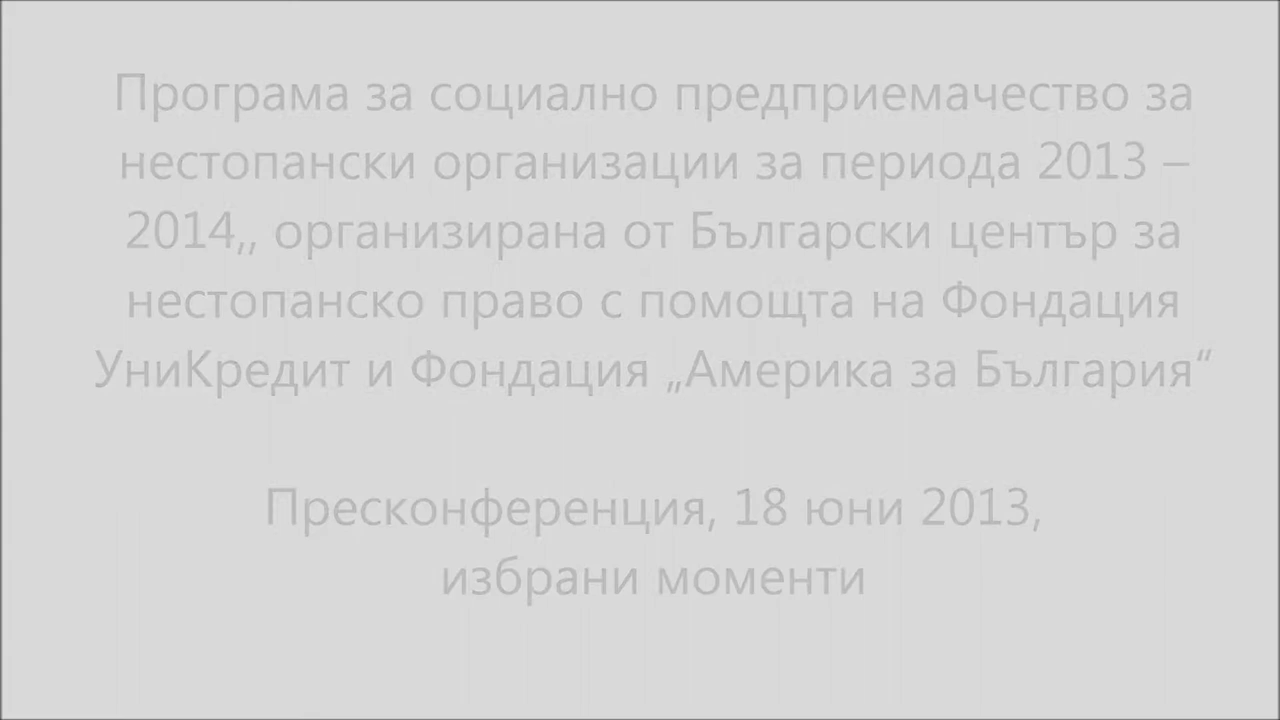 Програма за социално предприемачество за
нестопански организации за периода 2013 –
2014,, организирана от Български център за
нестопанско право с помощта на Фондация
УниКредит и Фондация „Америка за България“
Пресконференция, 18 юни 2013,
избрани моменти